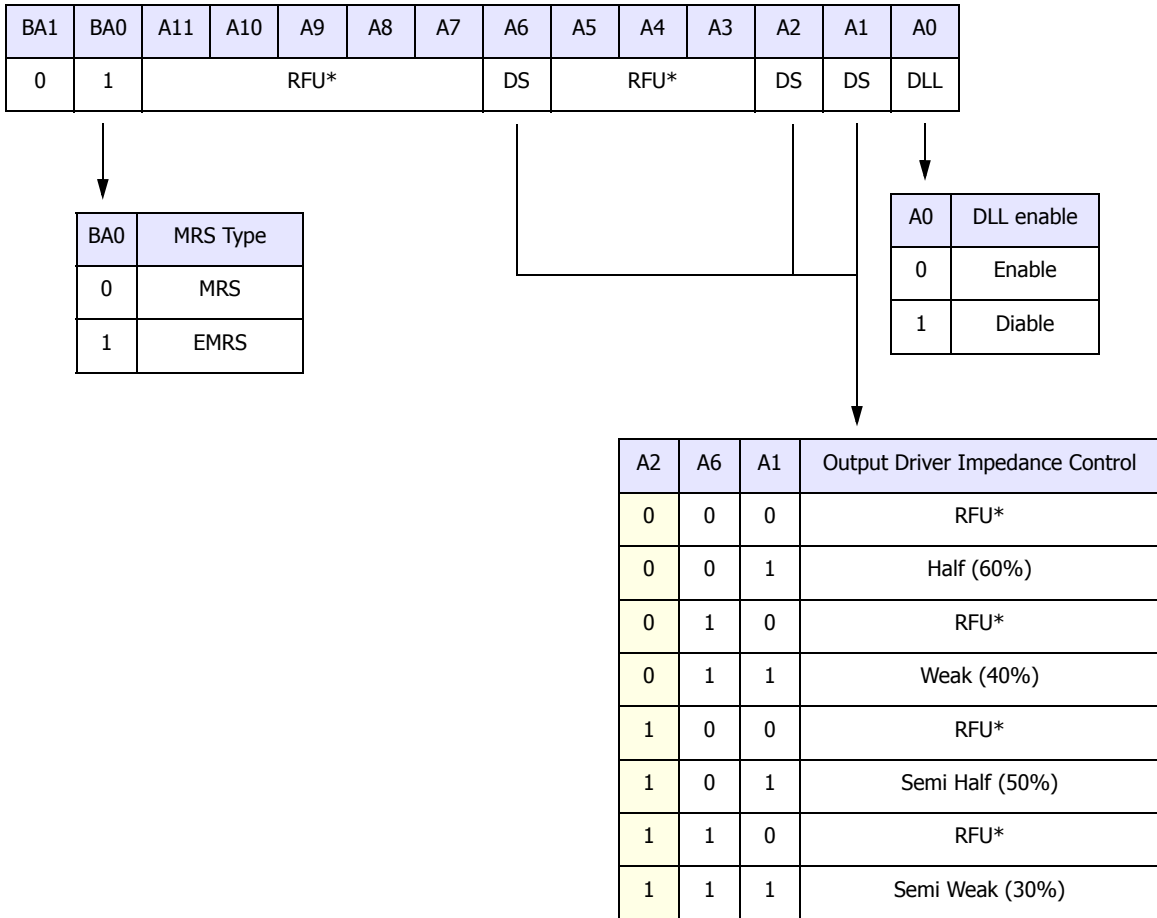 BA1 BA0 A11 A10 A9 A8 A7 A6 A5 A4 A3 A2 A1 A0
0 1 RFU* DS RFU* DS DS DLL
BA0 MRS Type
0 MRS
1 EMRS
A0 DLL enable
0 Enable
1 Diable
A2 A6 A1 Output Driver Impedance Control
0 0 0 RFU*
0 0 1 Half (60%)
0 1 0 RFU*
0 1 1 Weak (40%)
1 0 0 RFU*
1 0 1 Semi Half (50%)
1 1 0 RFU*
1 1 1 Semi Weak (30%)